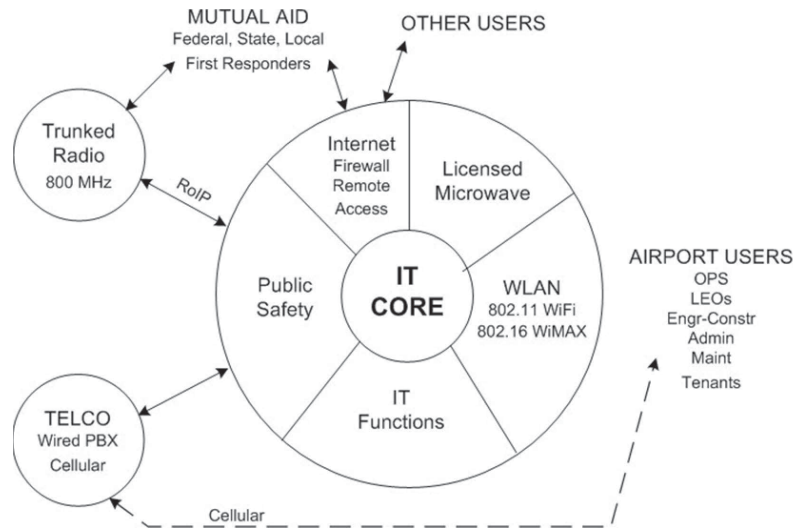 MUTUAL AID
Federal, State, Local
First Responders
OTHER USERS
Trunked
Radio
800 MHz
RoIP
Internet
Firewall
Remote
Access
Licensed
Microwave
Public
Safety
IT
CORE
WLAN
802.11 WiFi
802.16 WiMAX
IT
Functions
AIRPORT USERS
OPS
LEOs
Engr-Constr
Admin
Maint
Tenants
TELCO
Wired PBX
Cellular
Cellular